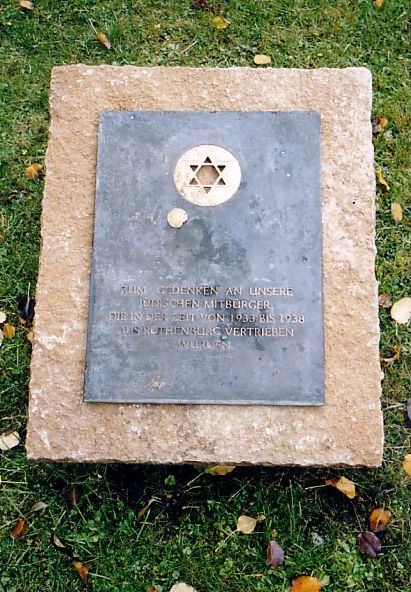 ZUM GEDENKEN AN UNSERE
JÜDISCHEN MITBÜRGER,
DIE IN DER ZEIT VON 1933 BIS 1938
AUS ROTHENBURG VERTRIEBEN
WURDEN.